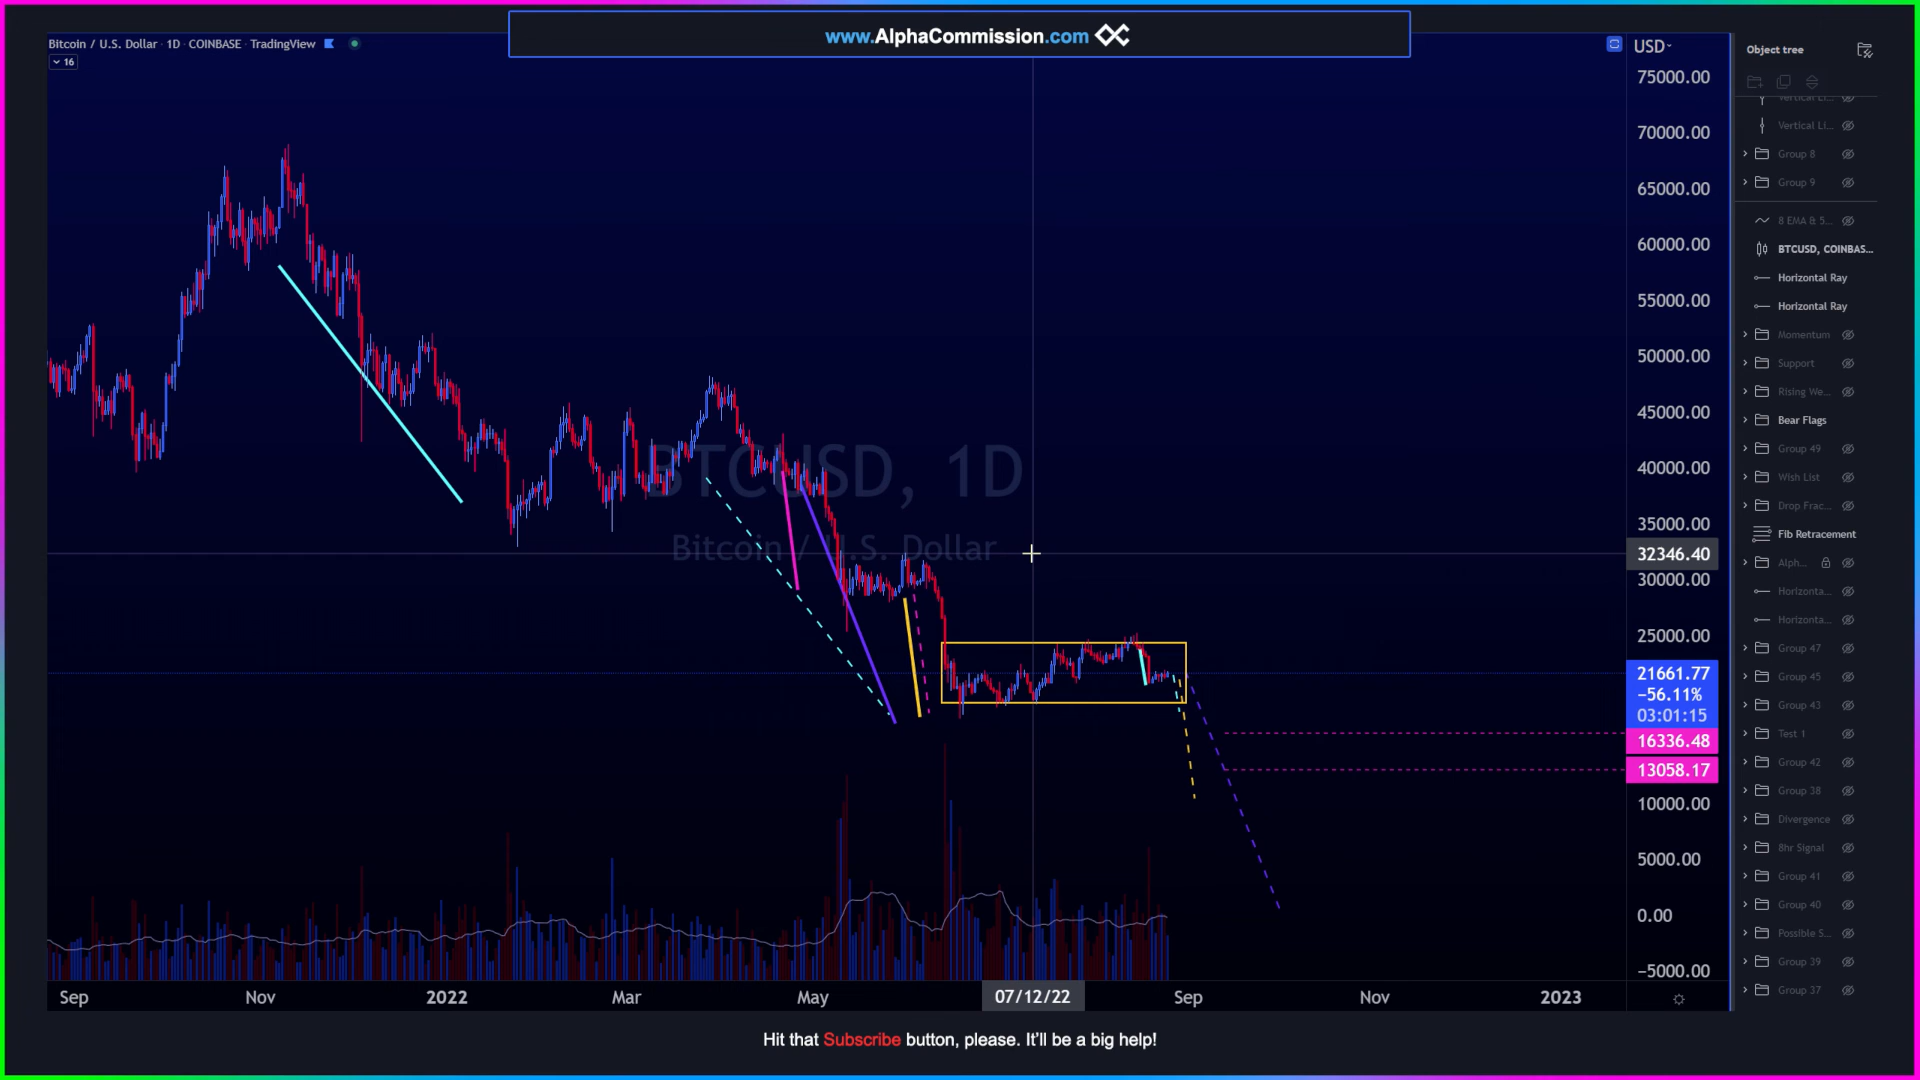 www.AlphaCommission.com
Bitcoin / U.S. Dollar · 1D · COINBASE · TradingView
16
USD
75000.00
70000.00
65000.00
60000.00
55000.00
50000.00
45000.00
40000.00
35000.00
32346.40
30000.00
25000.00
21661.77
−56.11%
03:01:15
16336.48
13058.17
10000.00
5000.00
0.00
−5000.00
BTCUSD, 1D
Bitcoin / U.S. Dollar
Sep
Nov
2022
Mar
May
07/12/22
Sep
Nov
2023
Object tree
Vertical Li...
Vertical Li...
Group 8
Group 9
8 EMA & 5...
BTCUSD, COINBAS...
Horizontal Ray
Horizontal Ray
Momentum
Support
Rising We...
Bear Flags
Group 49
Wish List
Drop Frac...
Fib Retracement
Alph...
Horizonta...
Horizonta...
Group 47
Group 45
Group 43
Test 1
Group 42
Group 38
Divergence
8hr Signal
Group 41
Group 40
Possible S...
Group 39
Group 37
Hit that Subscribe button, please. It'll be a big help!